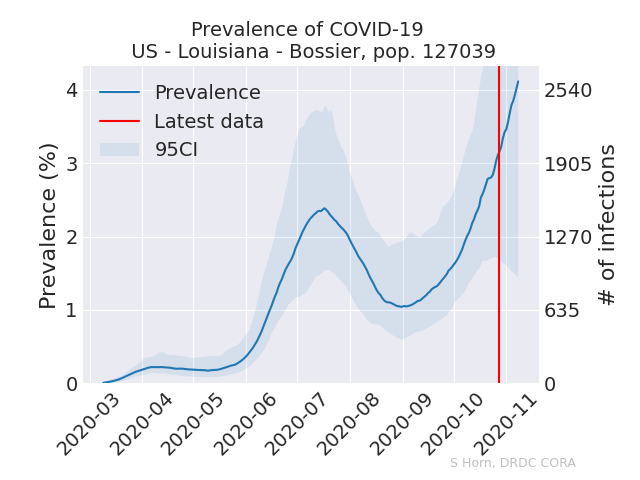 Prevalence of COVID-19
US - Louisiana - Bossier, pop. 127039
Prevalence
Latest data
95CI
Prevalence (%)
4
3
2
1
0
2540
1905
1270
635
0
# of infections
2020-03
2020-04
2020-05
2020-06
2020-07
2020-08
2020-09
2020-10
2020-11
S Horn, DRDC CORA